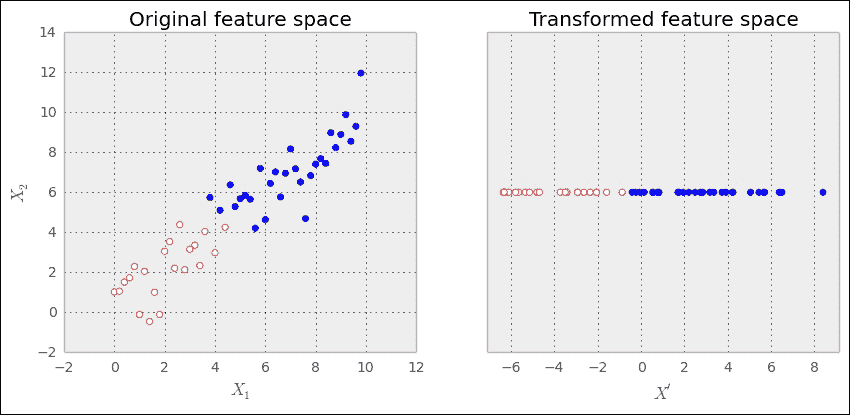 Original feature space
Transformed feature space
14
12
10
8
6
4
2
0
−2
X₂
−2 0 2 4 6 8 10 12
X₁
−6 −4 −2 0 2 4 6 8
X′